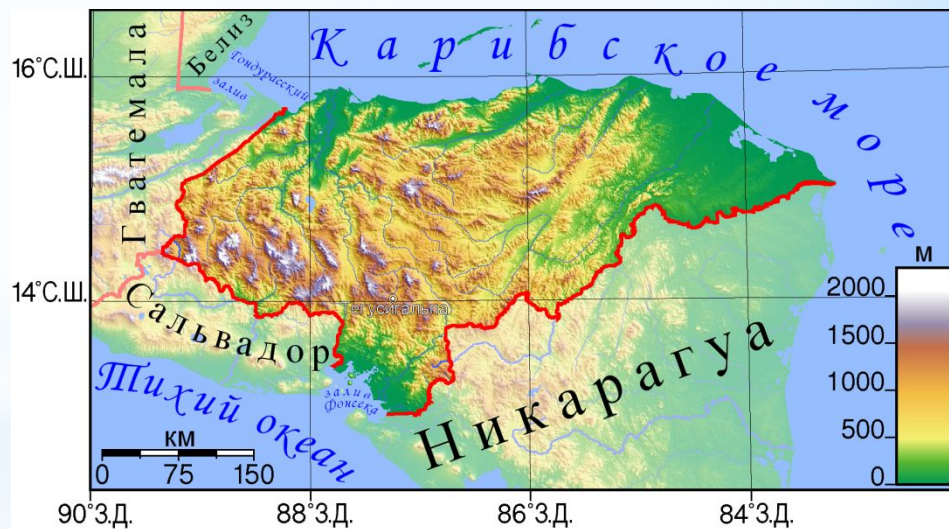 Карибское море
16°С.Ш.
Гватемала
Белиз
Гондурасский
залив
14°С.Ш.
Сальвадор
егусигальпа
Тихий океан
залив
Фонсека
Никарагуа
км
0 75 150
м
2000
1500
1000
500
0
90°З.Д. 88°З.Д. 86°З.Д. 84°З.Д.